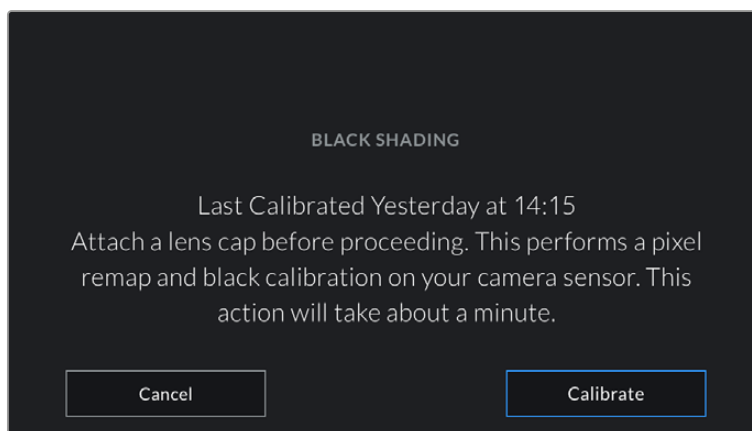 BLACK SHADING
Last Calibrated Yesterday at 14:15
Attach a lens cap before proceeding. This performs a pixel
remap and black calibration on your camera sensor. This
action will take about a minute.
Cancel
Calibrate